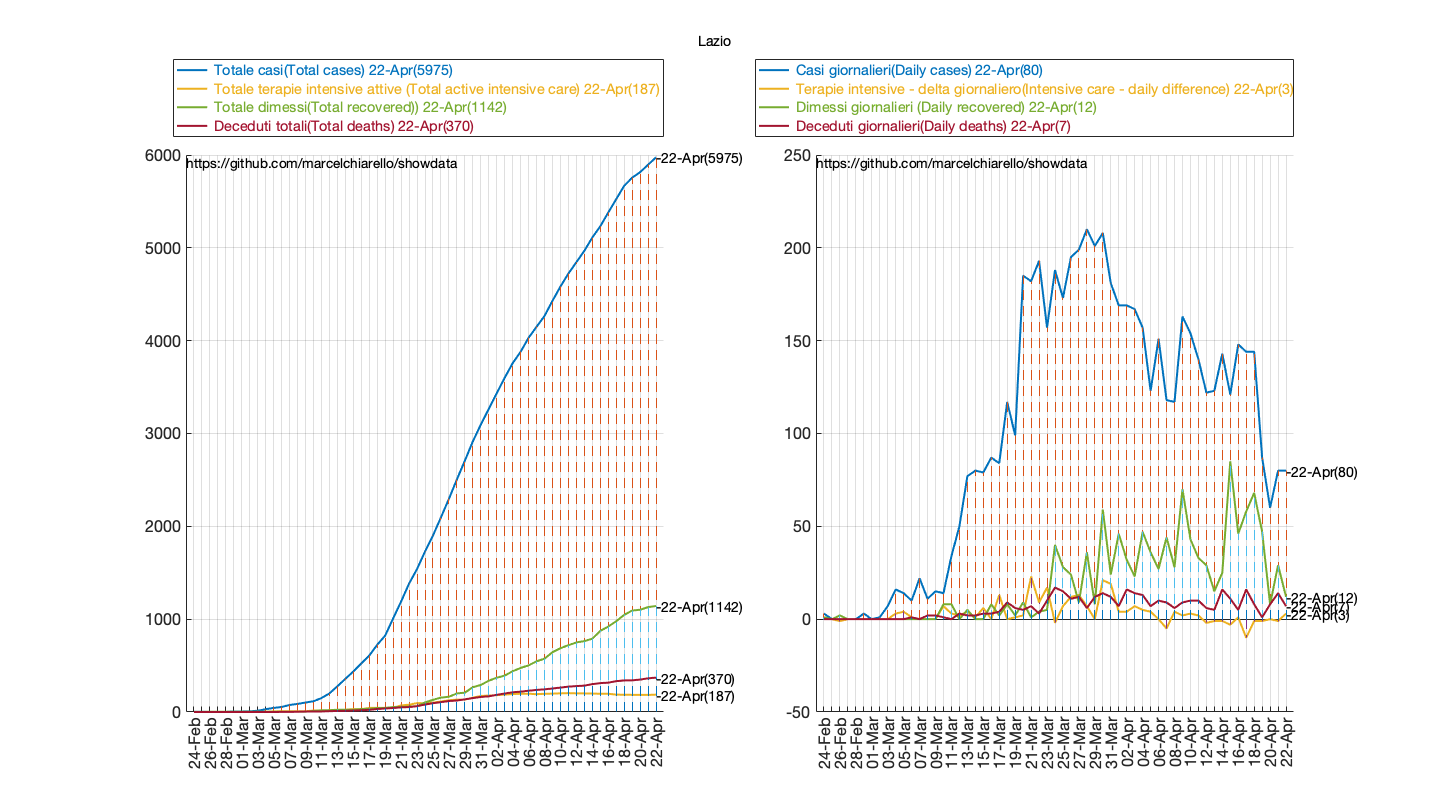 Lazio
Totale casi(Total cases) 22-Apr(5975)
Totale terapie intensive attive (Total active intensive care) 22-Apr(187)
Totale dimessi(Total recovered)) 22-Apr(1142)
Deceduti totali(Total deaths) 22-Apr(370)
Casi giornalieri(Daily cases) 22-Apr(80)
Terapie intensive - delta giornaliero(Intensive care - daily difference) 22-Apr(3)
Dimessi giornalieri (Daily recovered) 22-Apr(12)
Deceduti giornalieri(Daily deaths) 22-Apr(7)
https://github.com/marcelchiarello/showdata
6000
5000
4000
3000
2000
1000
0
22-Apr(5975)
22-Apr(1142)
22-Apr(370)
22-Apr(187)
24-Feb
26-Feb
28-Feb
01-Mar
03-Mar
05-Mar
07-Mar
09-Mar
11-Mar
13-Mar
15-Mar
17-Mar
19-Mar
21-Mar
23-Mar
25-Mar
27-Mar
29-Mar
31-Mar
02-Apr
04-Apr
06-Apr
08-Apr
10-Apr
12-Apr
14-Apr
16-Apr
18-Apr
20-Apr
22-Apr
https://github.com/marcelchiarello/showdata
250
200
150
100
50
0
-50
22-Apr(80)
22-Apr(12)
22-Apr(7)
22-Apr(3)
24-Feb
26-Feb
28-Feb
01-Mar
03-Mar
05-Mar
07-Mar
09-Mar
11-Mar
13-Mar
15-Mar
17-Mar
19-Mar
21-Mar
23-Mar
25-Mar
27-Mar
29-Mar
31-Mar
02-Apr
04-Apr
06-Apr
08-Apr
10-Apr
12-Apr
14-Apr
16-Apr
18-Apr
20-Apr
22-Apr